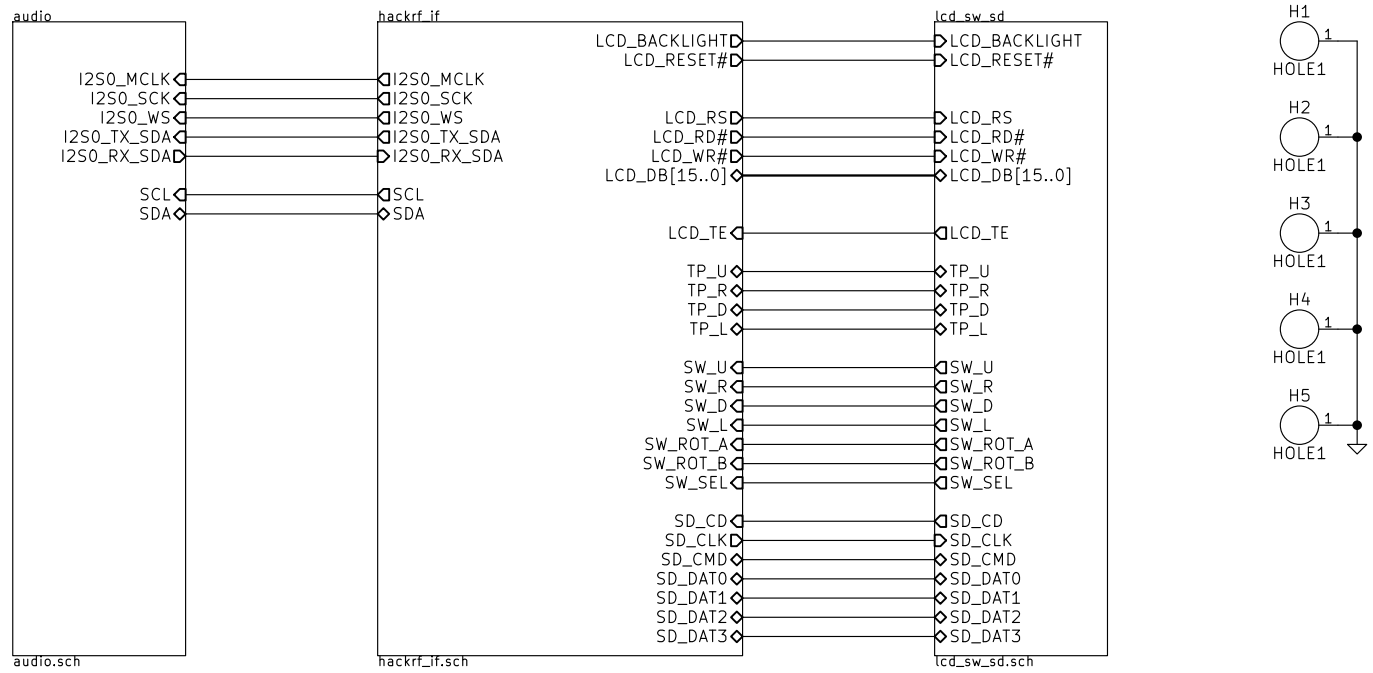 audio
I2S0_MCLK
I2S0_SCK
I2S0_WS
I2S0_TX_SDA
I2S0_RX_SDA
SCL
SDA
audio.sch
hackrf_if
I2S0_MCLK
I2S0_SCK
I2S0_WS
I2S0_TX_SDA
I2S0_RX_SDA
SCL
SDA
LCD_BACKLIGHT
LCD_RESET#
LCD_RS
LCD_RD#
LCD_WR#
LCD_DB[15..0]
LCD_TE
TP_U
TP_R
TP_D
TP_L
SW_U
SW_R
SW_D
SW_L
SW_ROT_A
SW_ROT_B
SW_SEL
SD_CD
SD_CLK
SD_CMD
SD_DAT0
SD_DAT1
SD_DAT2
SD_DAT3
hackrf_if.sch
lcd_sw_sd
LCD_BACKLIGHT
LCD_RESET#
LCD_RS
LCD_RD#
LCD_WR#
LCD_DB[15..0]
LCD_TE
TP_U
TP_R
TP_D
TP_L
SW_U
SW_R
SW_D
SW_L
SW_ROT_A
SW_ROT_B
SW_SEL
SD_CD
SD_CLK
SD_CMD
SD_DAT0
SD_DAT1
SD_DAT2
SD_DAT3
lcd_sw_sd.sch
H1
1
HOLE1
H2
1
HOLE1
H3
1
HOLE1
H4
1
HOLE1
H5
1
HOLE1